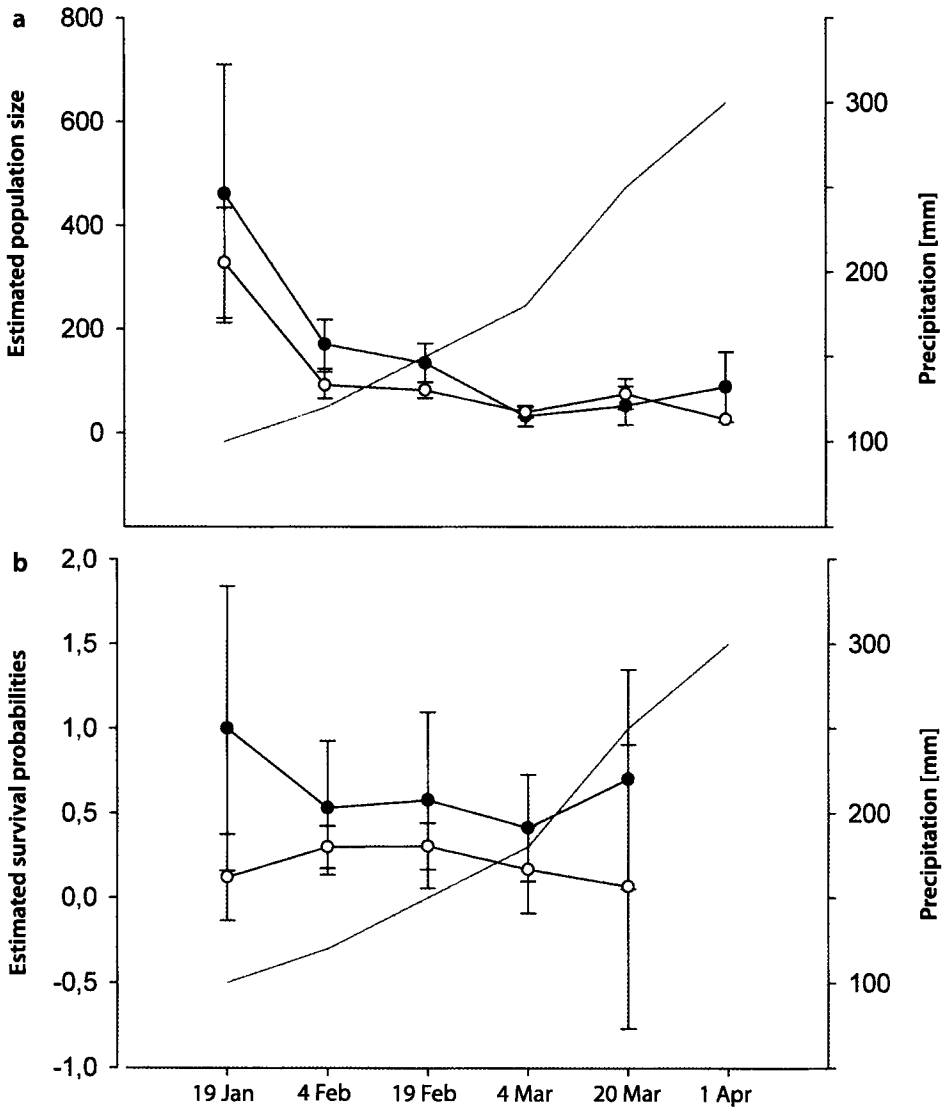 a
800
600
400
200
0
Estimated population size
300
200
100
Precipitation [mm]
b
2,0
1,5
1,0
0,5
0,0
-0,5
-1,0
Estimated survival probabilities
300
200
100
Precipitation [mm]
19 Jan 4 Feb 19 Feb 4 Mar 20 Mar 1 Apr